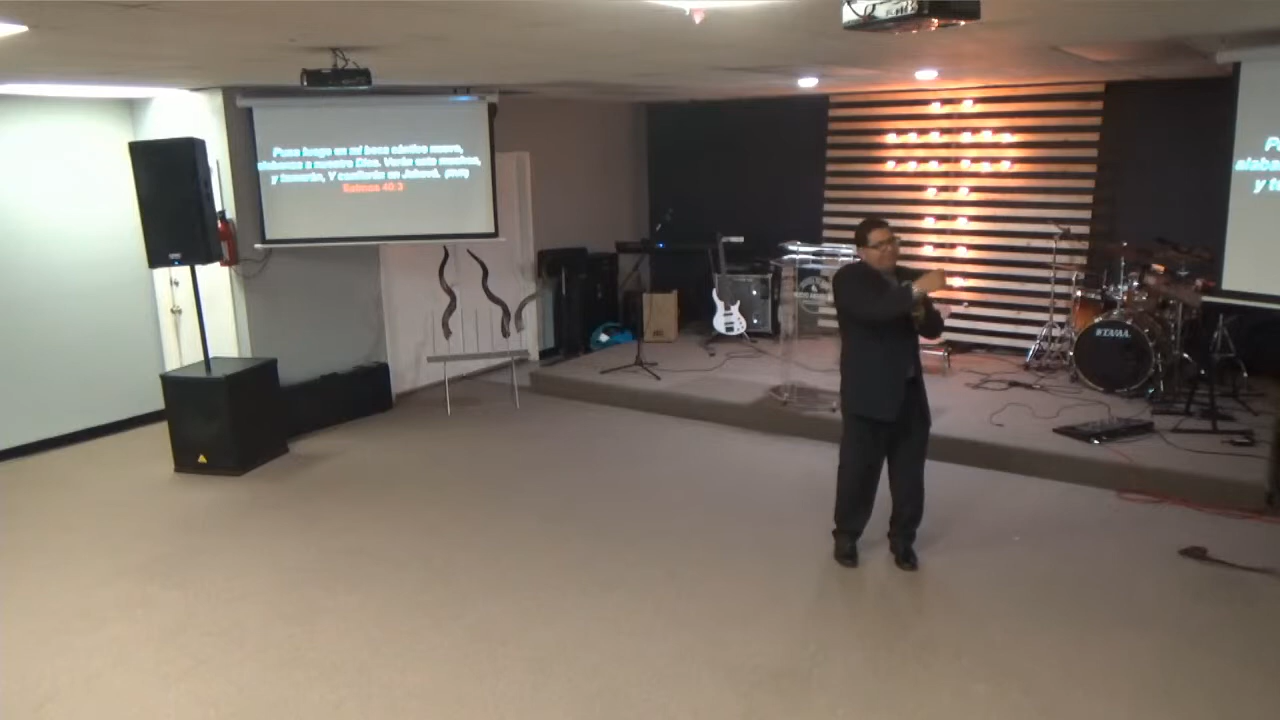 Puso luego en mi boca cántico nuevo,
alabanza a nuestro Dios. Verán esto muchos,
y temerán, Y confiarán en Jehová.
Salmos 40:3
TAMA